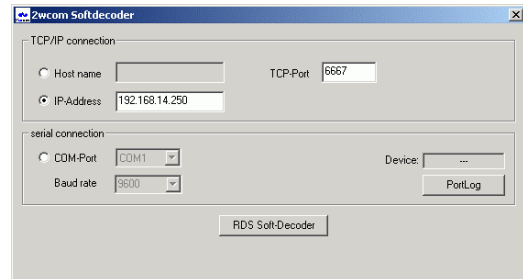 2wcom Softdecoder
TCP/IP connection
Host name
TCP-Port 6667
IP-Address 192.168.14.250
serial connection
COM-Port COM1
Device: ---
Baud rate 9600
PortLog
RDS Soft-Decoder